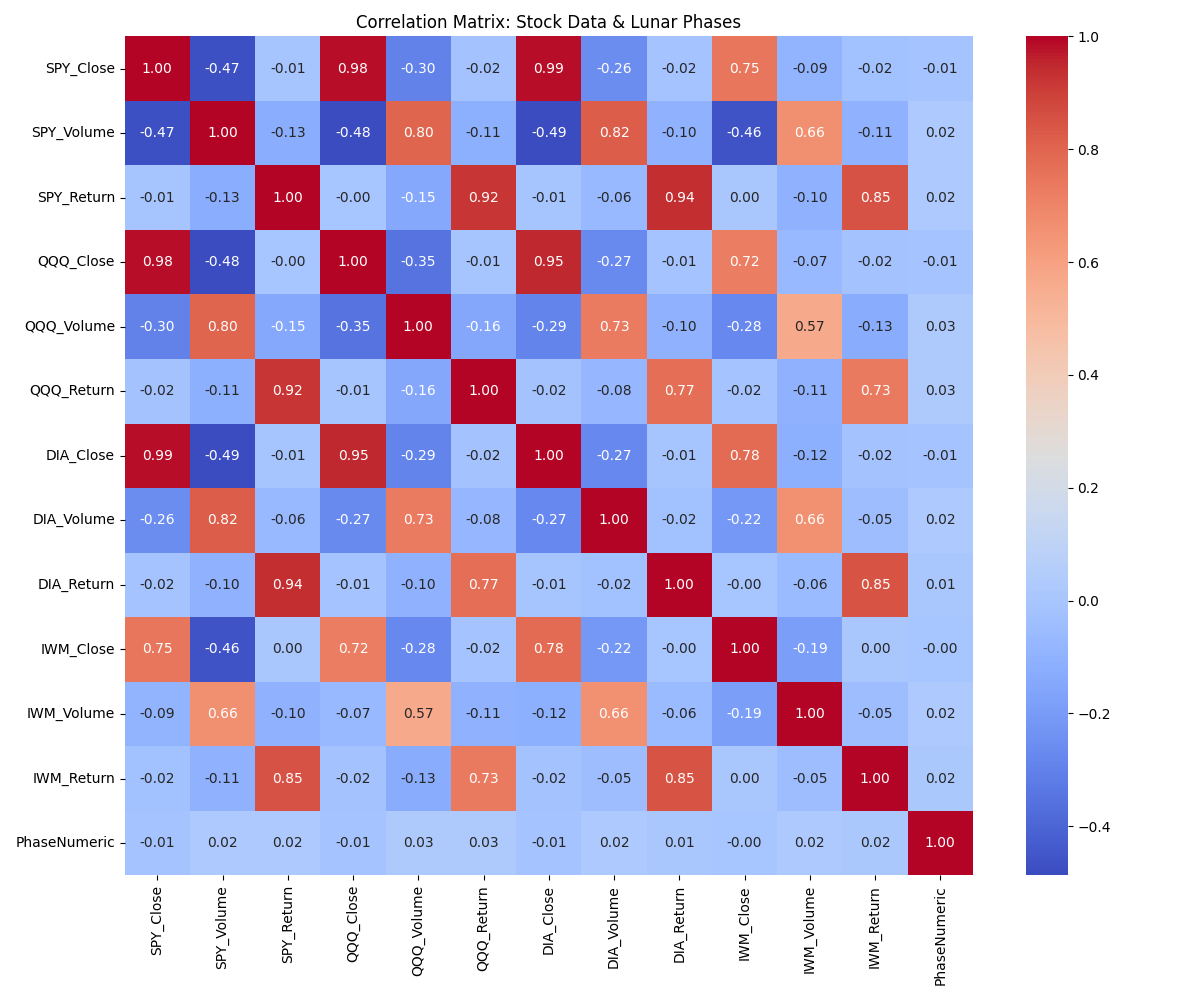 Correlation Matrix: Stock Data & Lunar Phases
SPY_Close 1.00 -0.47 -0.01 0.98 -0.30 -0.02 0.99 -0.26 -0.02 0.75 -0.09 -0.02 -0.01
SPY_Volume -0.47 1.00 -0.13 -0.48 0.80 -0.11 -0.49 0.82 -0.10 -0.46 0.66 -0.11 0.02
SPY_Return -0.01 -0.13 1.00 -0.00 -0.15 0.92 -0.01 -0.06 0.94 0.00 -0.10 0.85 0.02
QQQ_Close 0.98 -0.48 -0.00 1.00 -0.35 -0.01 0.95 -0.27 -0.01 0.72 -0.07 -0.02 -0.01
QQQ_Volume -0.30 0.80 -0.15 -0.35 1.00 -0.16 -0.29 0.73 -0.10 -0.28 0.57 -0.13 0.03
QQQ_Return -0.02 -0.11 0.92 -0.01 -0.16 1.00 -0.02 -0.08 0.77 -0.02 -0.11 0.73 0.03
DIA_Close 0.99 -0.49 -0.01 0.95 -0.29 -0.02 1.00 -0.27 -0.01 0.78 -0.12 -0.02 -0.01
DIA_Volume -0.26 0.82 -0.06 -0.27 0.73 -0.08 -0.27 1.00 -0.02 -0.22 0.66 -0.05 0.02
DIA_Return -0.02 -0.10 0.94 -0.01 -0.10 0.77 -0.01 -0.02 1.00 -0.00 -0.06 0.85 0.01
IWM_Close 0.75 -0.46 0.00 0.72 -0.28 -0.02 0.78 -0.22 -0.00 1.00 -0.19 0.00 -0.00
IWM_Volume -0.09 0.66 -0.10 -0.07 0.57 -0.11 -0.12 0.66 -0.06 -0.19 1.00 -0.05 0.02
IWM_Return -0.02 -0.11 0.85 -0.02 -0.13 0.73 -0.02 -0.05 0.85 0.00 -0.05 1.00 0.02
PhaseNumeric -0.01 0.02 0.02 -0.01 0.03 0.03 -0.01 0.02 0.01 -0.00 0.02 0.02 1.00
SPY_Close
SPY_Volume
SPY_Return
QQQ_Close
QQQ_Volume
QQQ_Return
DIA_Close
DIA_Volume
DIA_Return
IWM_Close
IWM_Volume
IWM_Return
PhaseNumeric
1.0
0.8
0.6
0.4
0.2
0.0
−0.2
−0.4